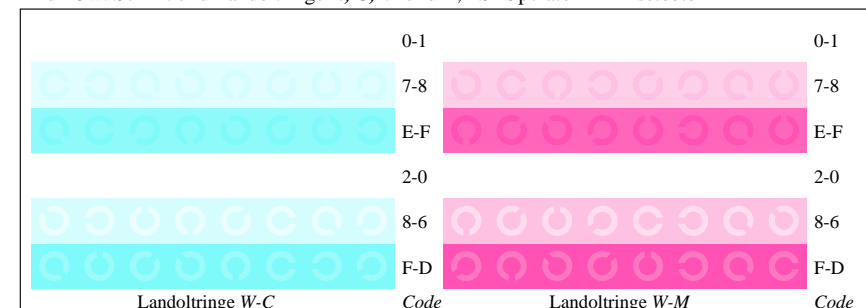 0-1 0-1
7-8 7-8
E-F E-F
2-0 2-0
8-6 8-6
F-D F-D
Landoltringe W-C Code Landoltringe W-M Code